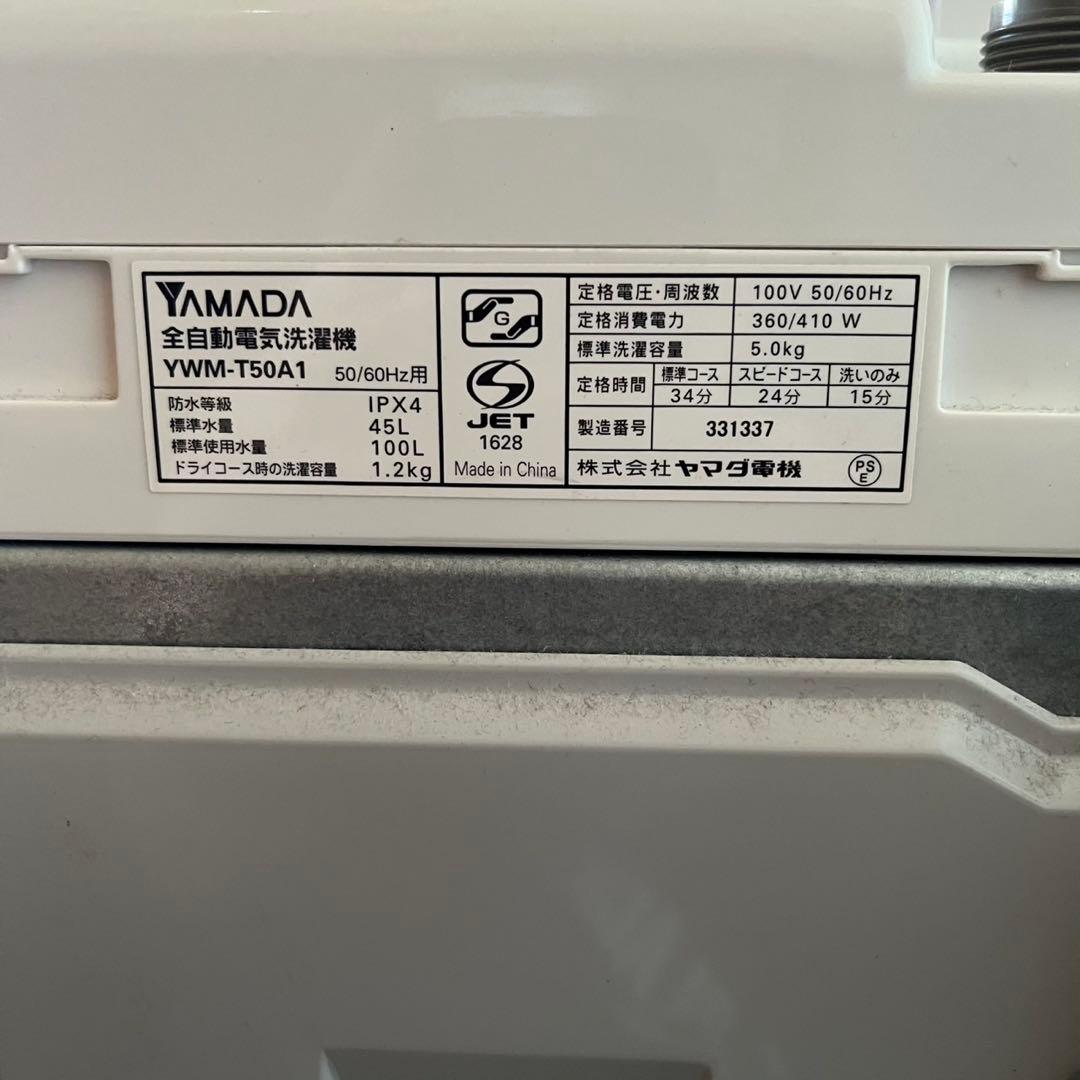 YAMADA
全自動電気洗濯機
YWM-T50A1 50/60Hz用
防水等級 IPX4
標準水量 45L
標準使用水量 100L
ドライコース時の洗濯容量 1.2kg
G
JET
1628
Made in China
定格電圧・周波数 100V 50/60Hz
定格消費電力 360/410 W
標準洗濯容量 5.0kg
定格時間 標準コース スピードコース 洗いのみ
34分 24分 15分
製造番号 331337
株式会社ヤマダ電機 PSE